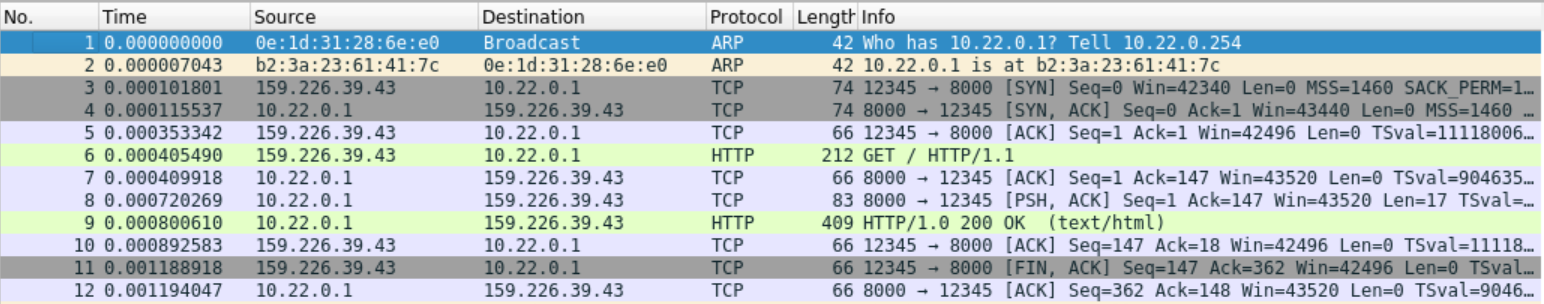 No. Time Source Destination Protocol Length Info
1 0.000000000 0e:1d:31:28:6e:e0 Broadcast ARP 42 Who has 10.22.0.1? Tell 10.22.0.254
2 0.000007043 b2:3a:23:61:41:7c 0e:1d:31:28:6e:e0 ARP 42 10.22.0.1 is at b2:3a:23:61:41:7c
3 0.000101801 159.226.39.43 10.22.0.1 TCP 74 12345 → 8000 [SYN] Seq=0 Win=42340 Len=0 MSS=1460 SACK_PERM=1…
4 0.000115537 10.22.0.1 159.226.39.43 TCP 74 8000 → 12345 [SYN, ACK] Seq=0 Ack=1 Win=43440 Len=0 MSS=1460 …
5 0.000353342 159.226.39.43 10.22.0.1 TCP 66 12345 → 8000 [ACK] Seq=1 Ack=1 Win=42496 Len=0 TSval=11118006…
6 0.000405490 159.226.39.43 10.22.0.1 HTTP 212 GET / HTTP/1.1
7 0.000409918 10.22.0.1 159.226.39.43 TCP 66 8000 → 12345 [ACK] Seq=1 Ack=147 Win=43520 Len=0 TSval=904635…
8 0.000720269 10.22.0.1 159.226.39.43 TCP 83 8000 → 12345 [PSH, ACK] Seq=1 Ack=147 Win=43520 Len=17 TSval=…
9 0.000800610 10.22.0.1 159.226.39.43 HTTP 409 HTTP/1.0 200 OK (text/html)
10 0.000892583 159.226.39.43 10.22.0.1 TCP 66 12345 → 8000 [ACK] Seq=147 Ack=18 Win=42496 Len=0 TSval=11118…
11 0.001188918 159.226.39.43 10.22.0.1 TCP 66 12345 → 8000 [FIN, ACK] Seq=147 Ack=362 Win=42496 Len=0 TSval…
12 0.001194047 10.22.0.1 159.226.39.43 TCP 66 8000 → 12345 [ACK] Seq=362 Ack=148 Win=43520 Len=0 TSval=9046…